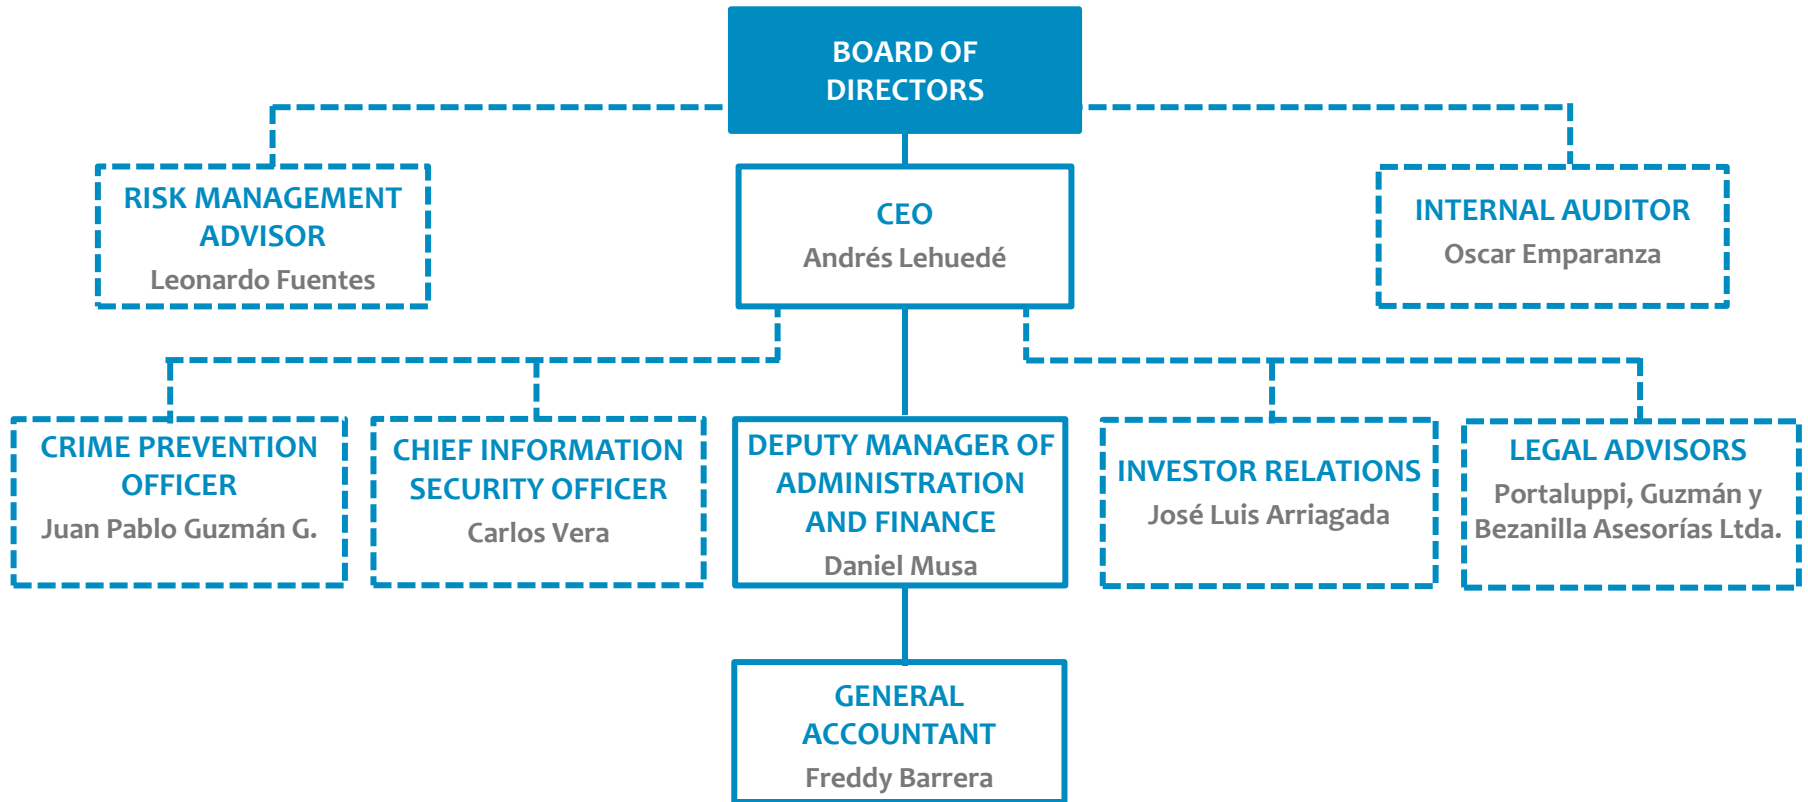 BOARD OF
DIRECTORS
RISK MANAGEMENT
ADVISOR
Leonardo Fuentes
CEO
Andrés Lehuedé
INTERNAL AUDITOR
Oscar Emparanza
CRIME PREVENTION
OFFICER
Juan Pablo Guzmán G.
CHIEF INFORMATION
SECURITY OFFICER
Carlos Vera
DEPUTY MANAGER OF
ADMINISTRATION
AND FINANCE
Daniel Musa
INVESTOR RELATIONS
José Luis Arriagada
LEGAL ADVISORS
Portaluppi, Guzmán y
Bezanilla Asesorías Ltda.
GENERAL
ACCOUNTANT
Freddy Barrera